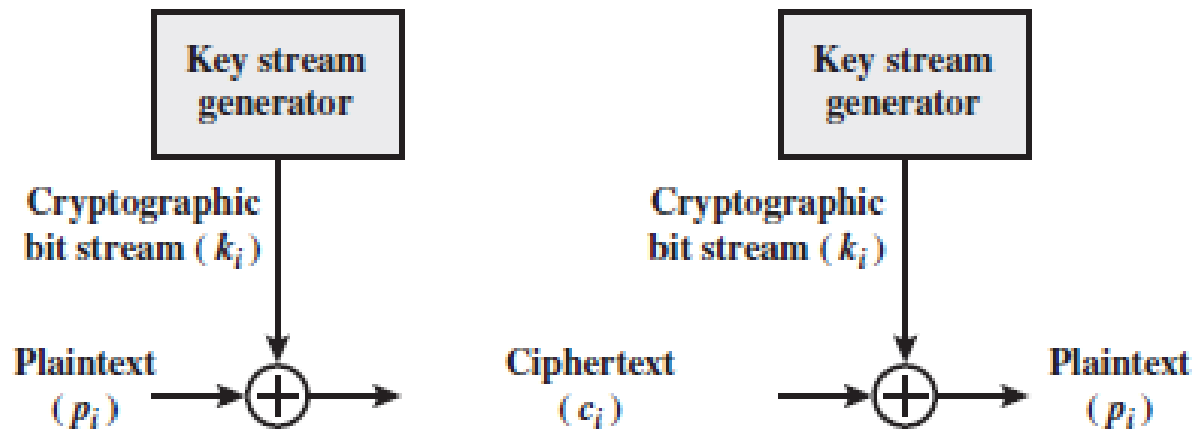 Key stream
generator
Key stream
generator
Cryptographic
bit stream ( kᵢ )
Cryptographic
bit stream ( kᵢ )
Plaintext
( pᵢ )
Ciphertext
( cᵢ )
Plaintext
( pᵢ )